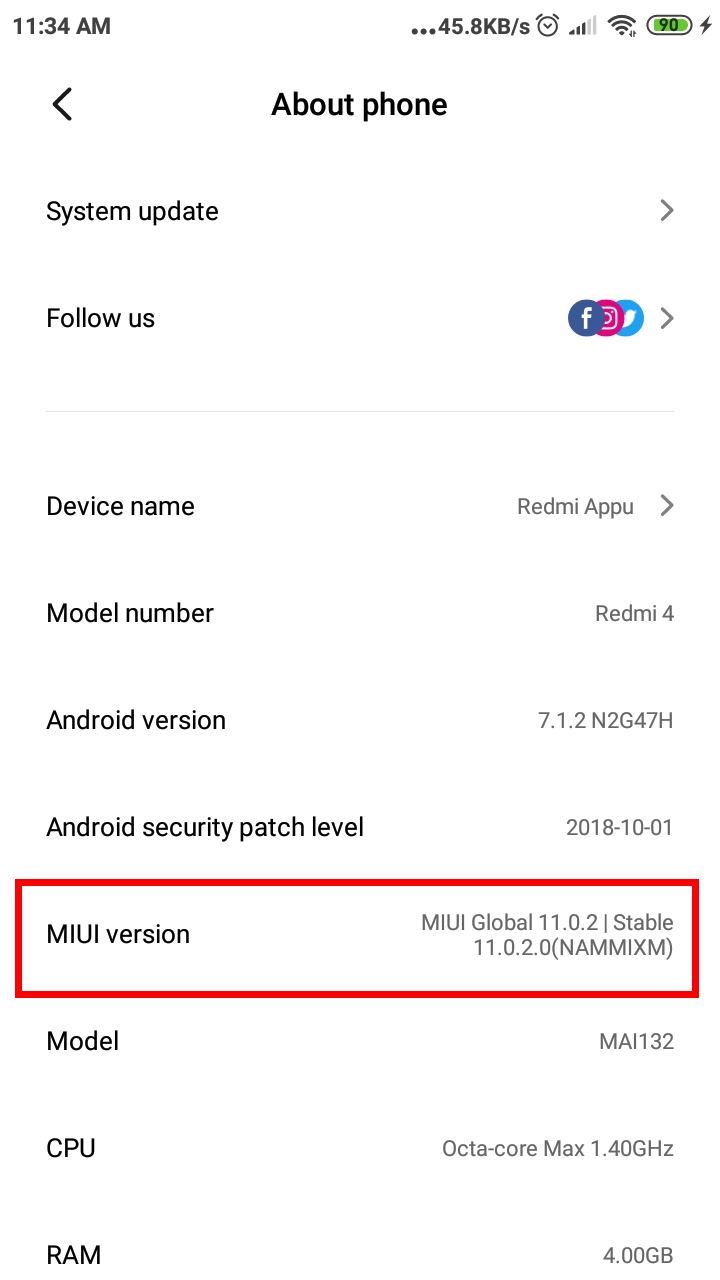 11:34 AM ...45.8KB/s 90
About phone
System update
Follow us
Device name Redmi Appu
Model number Redmi 4
Android version 7.1.2 N2G47H
Android security patch level 2018-10-01
MIUI version MIUI Global 11.0.2 | Stable
11.0.2.0(NAMMIXM)
Model MAI132
CPU Octa-core Max 1.40GHz
RAM 4.00GB